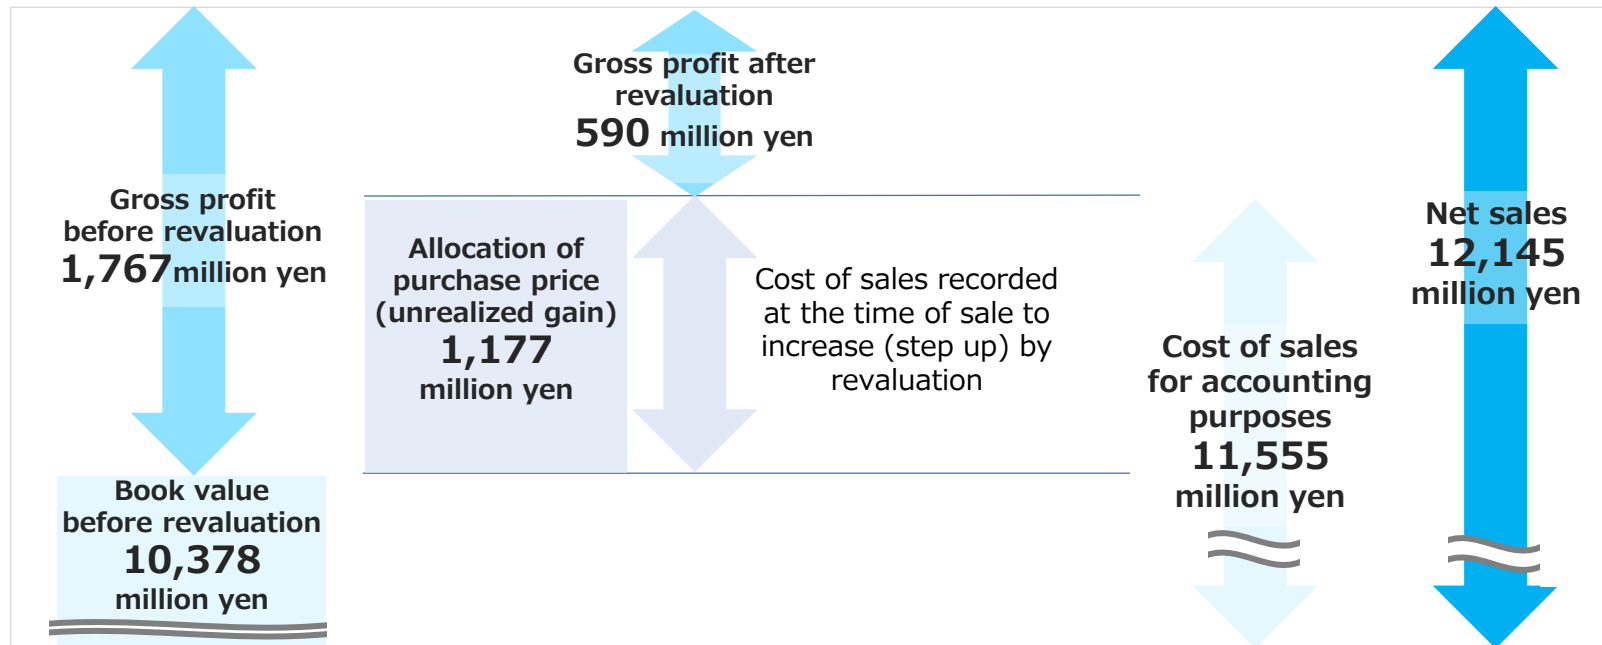 Gross profit
before revaluation
1,767 million yen
Book value
before revaluation
10,378
million yen
Gross profit after
revaluation
590 million yen
Allocation of
purchase price
(unrealized gain)
1,177
million yen
Cost of sales recorded
at the time of sale to
increase (step up) by
revaluation
Cost of sales
for accounting
purposes
11,555
million yen
Net sales
12,145
million yen